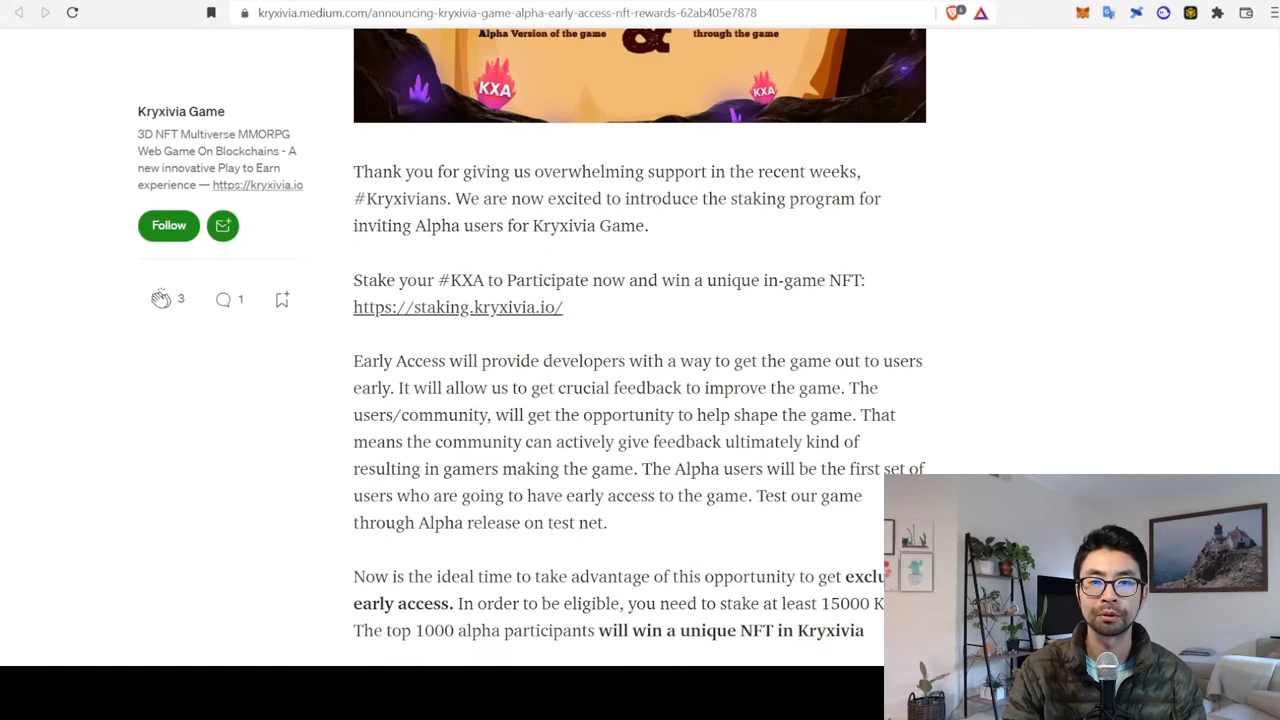 kryxivia.medium.com/announcing-kryxivia-game-alpha-early-access-nft-rewards-62ab405e7878
Alpha Version of the game & through the game
KXA KXA
Kryxivia Game
3D NFT Multiverse MMORPG
Web Game On Blockchains - A
new innovative Play to Earn
experience — https://kryxivia.io
Follow
3 1
Thank you for giving us overwhelming support in the recent weeks,
#Kryxivians. We are now excited to introduce the staking program for
inviting Alpha users for Kryxivia Game.
Stake your #KXA to Participate now and win a unique in-game NFT:
https://staking.kryxivia.io/
Early Access will provide developers with a way to get the game out to users
early. It will allow us to get crucial feedback to improve the game. The
users/community, will get the opportunity to help shape the game. That
means the community can actively give feedback ultimately kind of
resulting in gamers making the game. The Alpha users will be the first set of
users who are going to have early access to the game. Test our game
through Alpha release on test net.
Now is the ideal time to take advantage of this opportunity to get exclu
early access. In order to be eligible, you need to stake at least 15000 K
The top 1000 alpha participants will win a unique NFT in Kryxivia